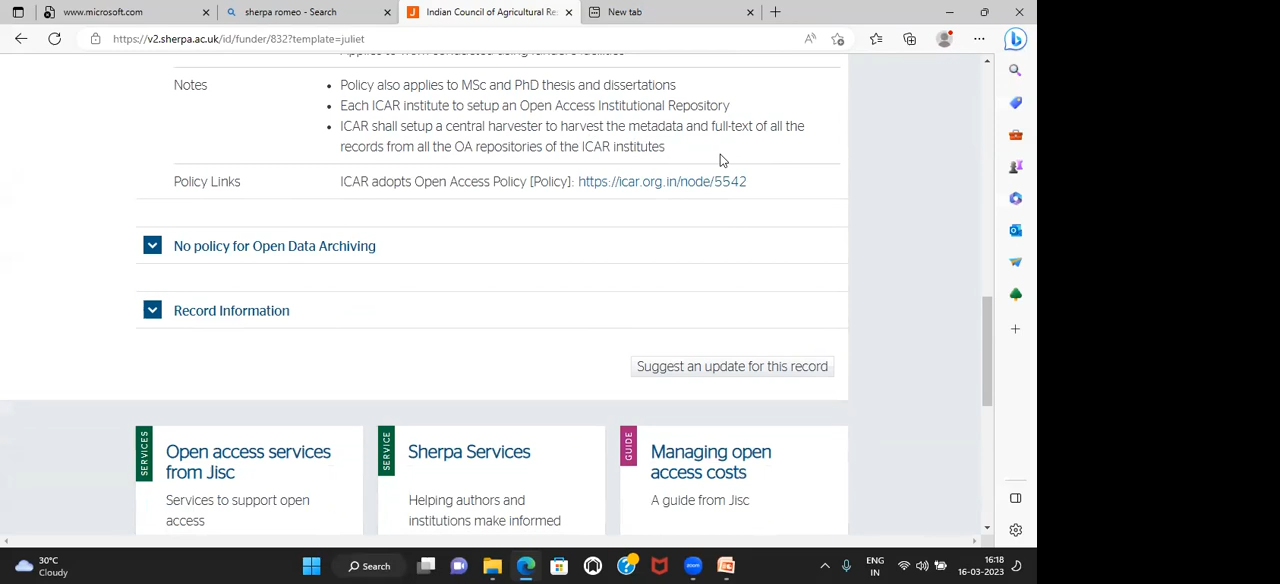 www.microsoft.com
sherpa romeo - Search
Indian Council of Agricultural Re
New tab
https://v2.sherpa.ac.uk/id/funder/832?template=juliet
Notes
Policy also applies to MSc and PhD thesis and dissertations
Each ICAR institute to setup an Open Access Institutional Repository
ICAR shall setup a central harvester to harvest the metadata and full-text of all the
records from all the OA repositories of the ICAR institutes
Policy Links
ICAR adopts Open Access Policy [Policy]: https://icar.org.in/node/5542
No policy for Open Data Archiving
Record Information
Suggest an update for this record
SERVICES
Open access services
from Jisc
Services to support open
access
SERVICE
Sherpa Services
Helping authors and
institutions make informed
GUIDE
Managing open
access costs
A guide from Jisc
30°C
Cloudy
Search
ENG
IN
16:18
16-03-2023